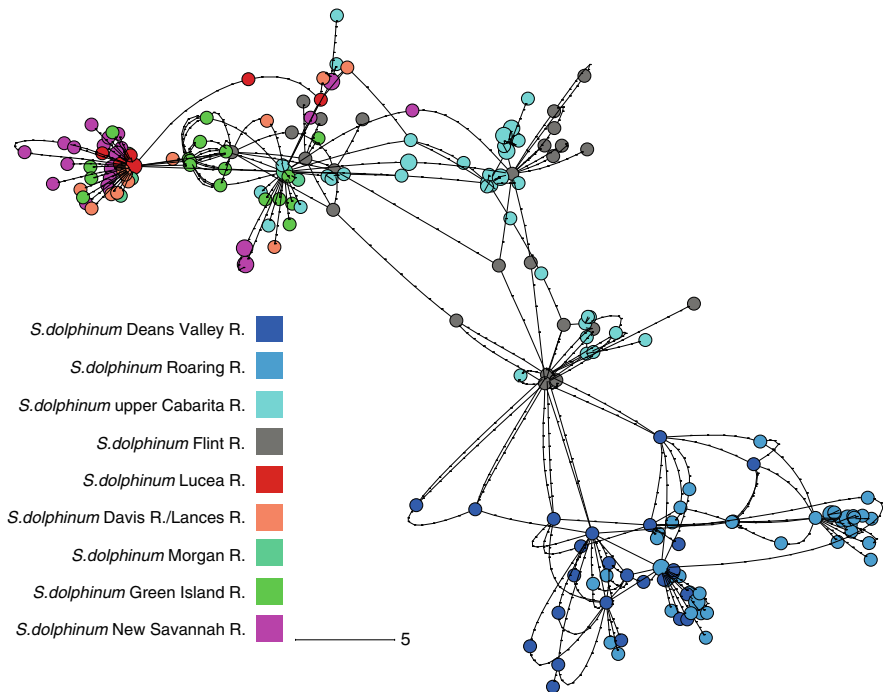 S.dolphinum Deans Valley R.
S.dolphinum Roaring R.
S.dolphinum upper Cabarita R.
S.dolphinum Flint R.
S.dolphinum Lucea R.
S.dolphinum Davis R./Lances R.
S.dolphinum Morgan R.
S.dolphinum Green Island R.
S.dolphinum New Savannah R.
5